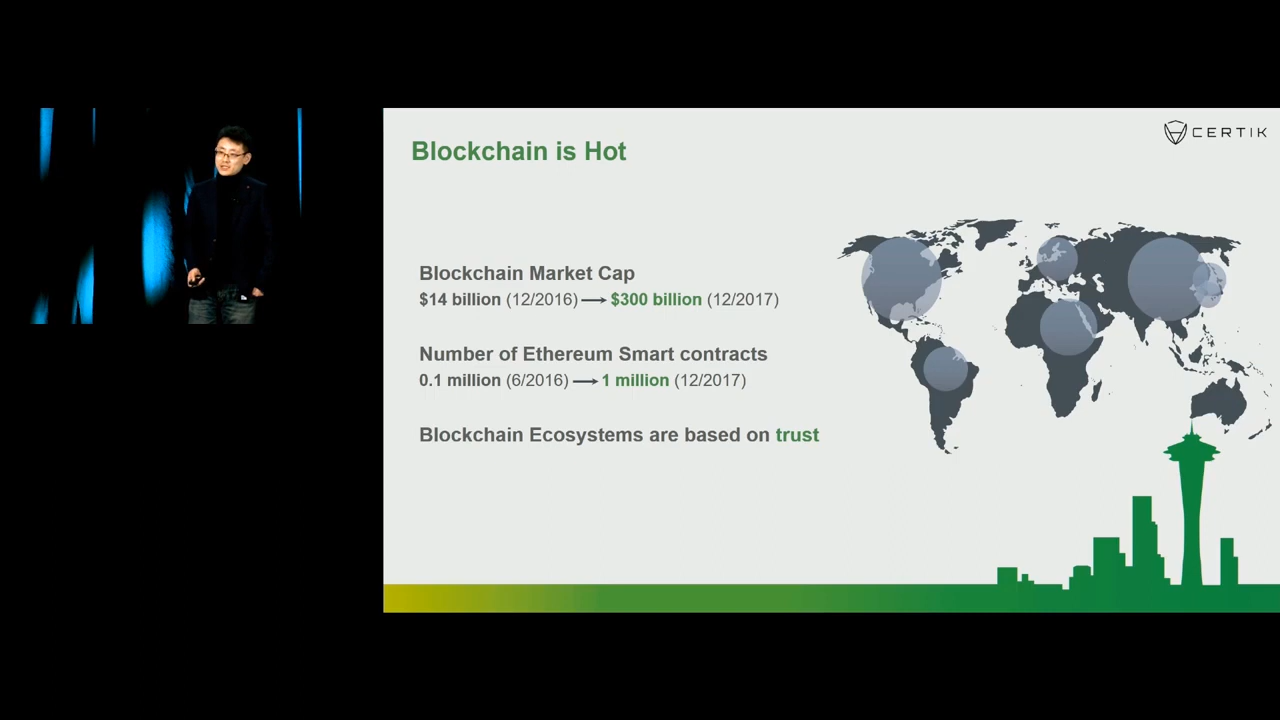 CERTIK
Blockchain is Hot
Blockchain Market Cap
$14 billion (12/2016) → $300 billion (12/2017)
Number of Ethereum Smart contracts
0.1 million (6/2016) → 1 million (12/2017)
Blockchain Ecosystems are based on trust